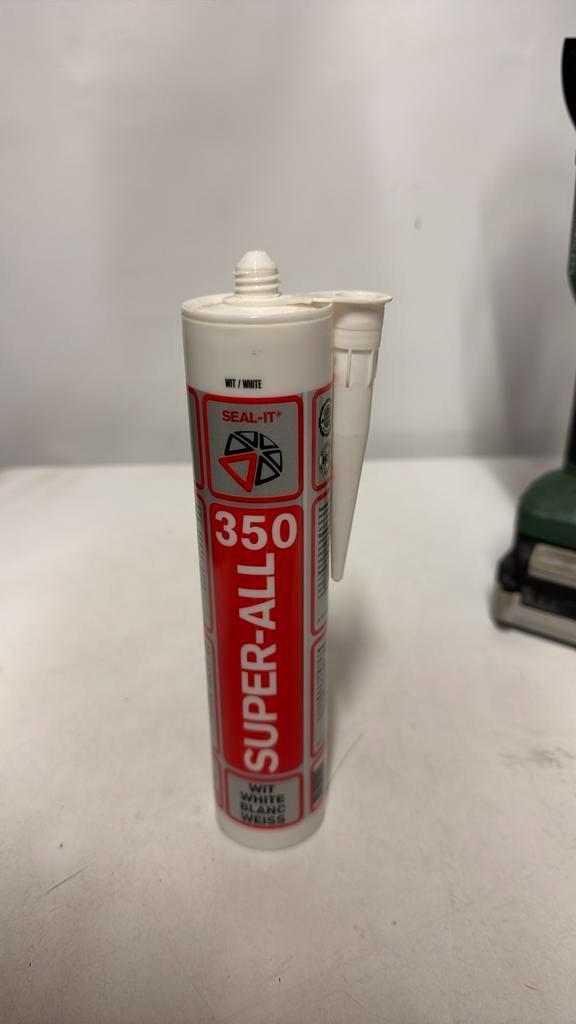 WIT / WHITE
SEAL-IT®
350
SUPER-ALL
WIT
WHITE
BLANC
WEISS